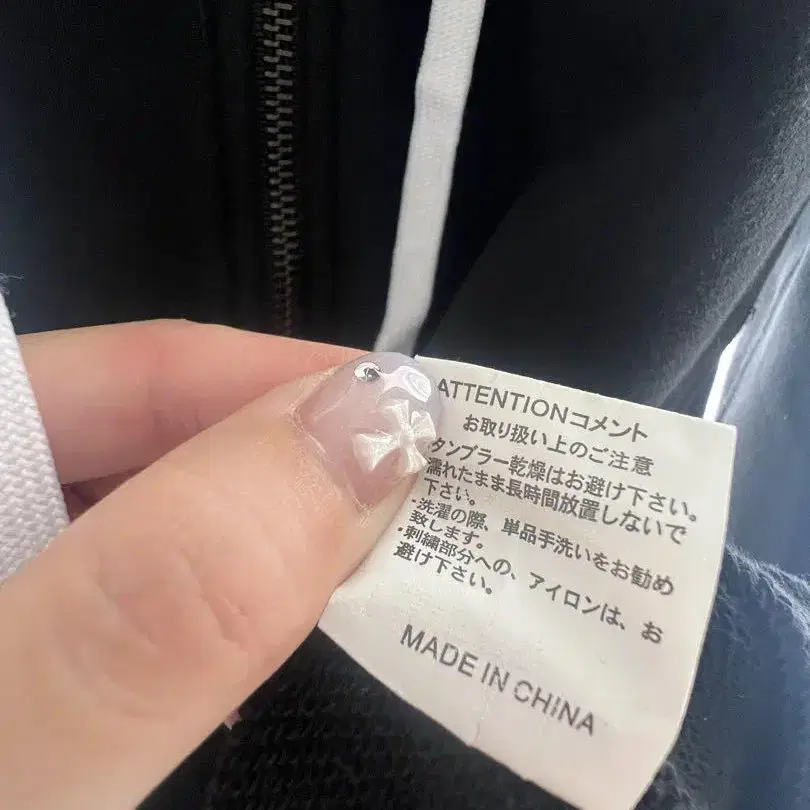 ATTENTIONコメント
お取り扱い上のご注意
タンブラー乾燥はお避け下さい。
濡れたまま長時間放置しないで
下さい。
・洗濯の際、単品手洗いをお勧め
致します。
・刺繍部分への、アイロンは、お
避け下さい。
MADE IN CHINA